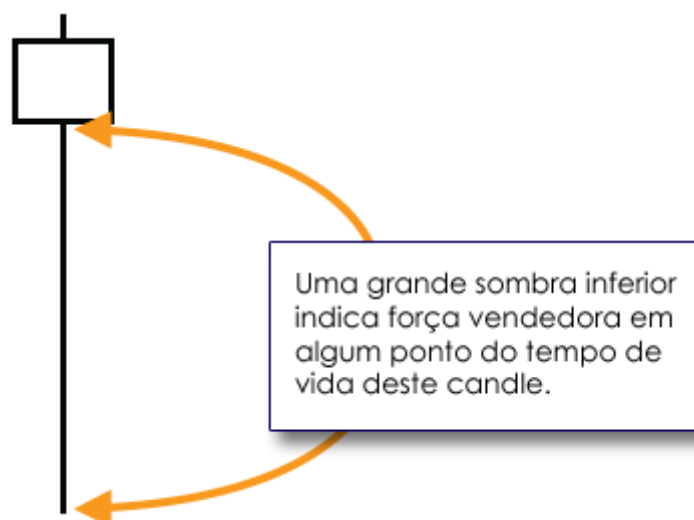 Uma grande sombra inferior
indica força vendedora em
algum ponto do tempo de
vida deste candle.